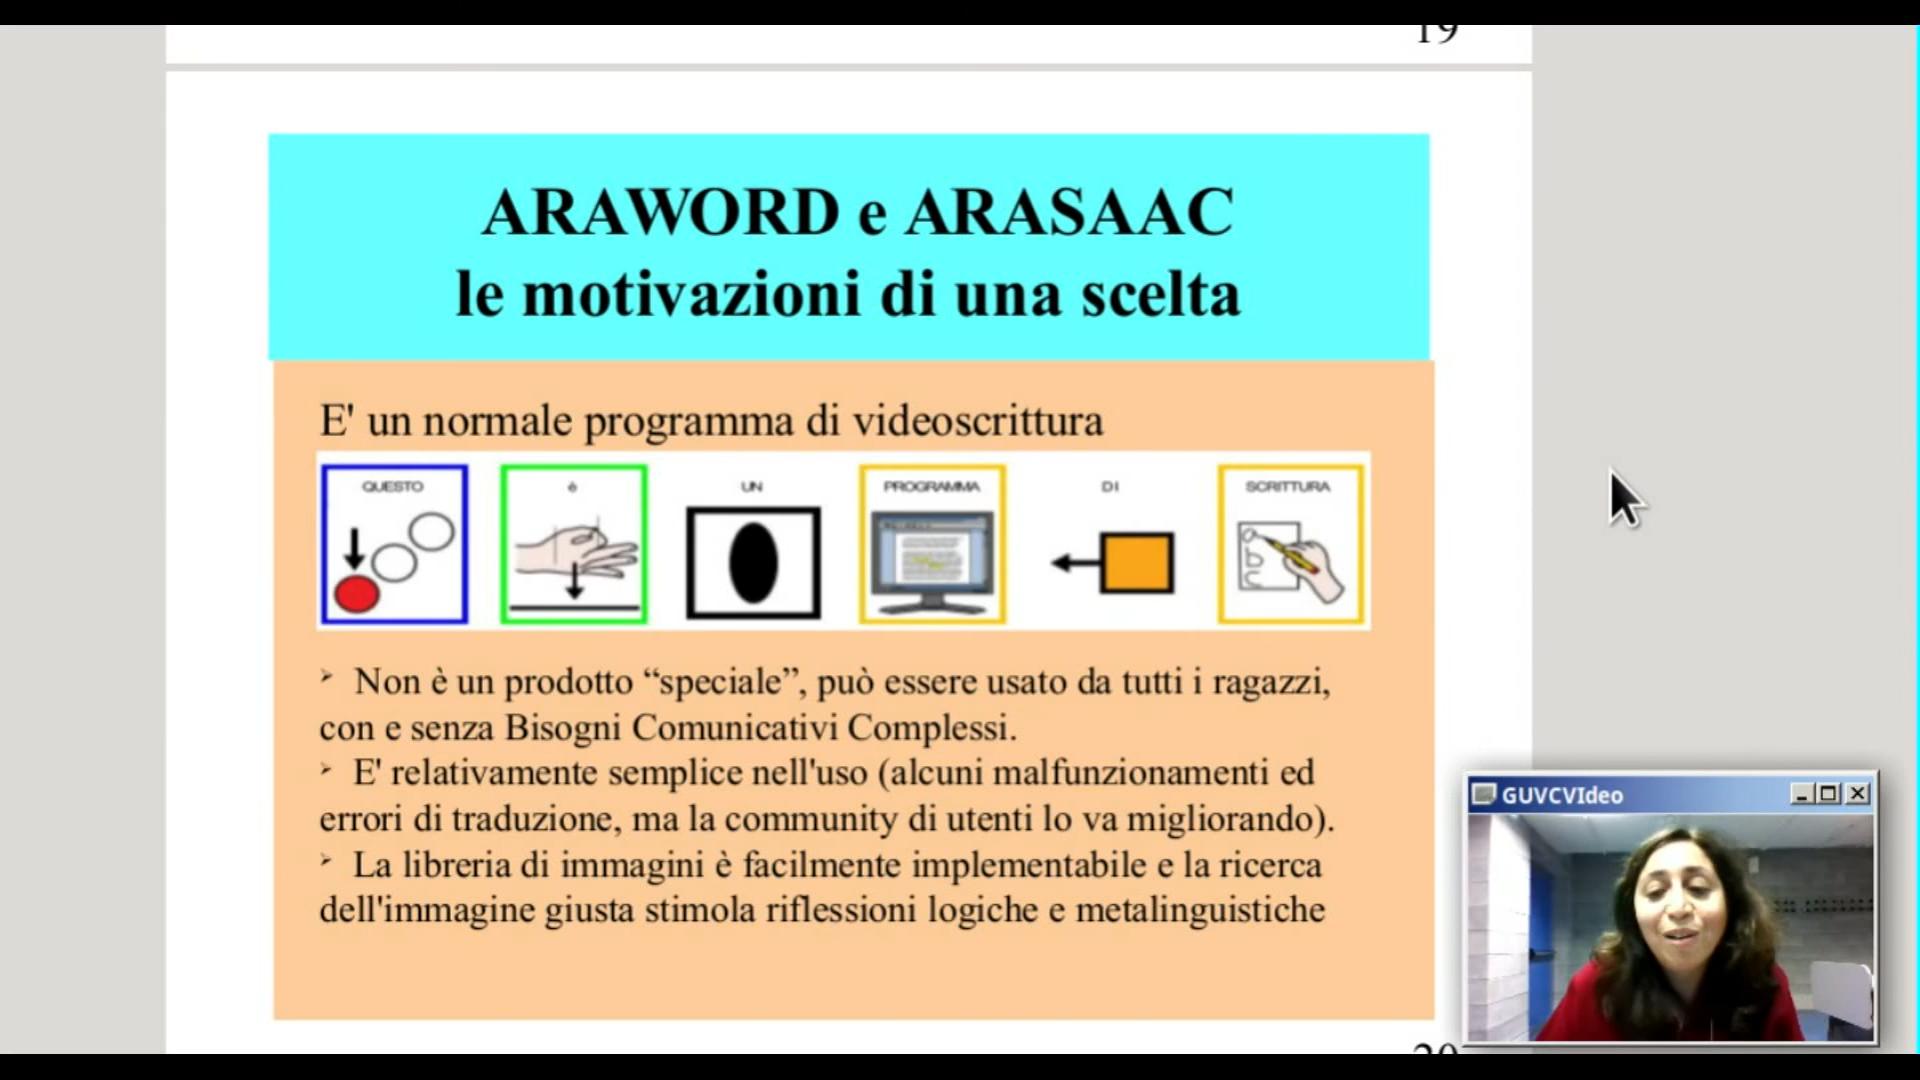 19
ARAWORD e ARASAAC
le motivazioni di una scelta
E' un normale programma di videoscrittura
QUESTO è UN PROGRAMMA DI SCRITTURA
➢ Non è un prodotto “speciale”, può essere usato da tutti i ragazzi,
con e senza Bisogni Comunicativi Complessi.
➢ E' relativamente semplice nell'uso (alcuni malfunzionamenti ed
errori di traduzione, ma la community di utenti lo va migliorando).
➢ La libreria di immagini è facilmente implementabile e la ricerca
dell'immagine giusta stimola riflessioni logiche e metalinguistiche
GUVCVIdeo
20